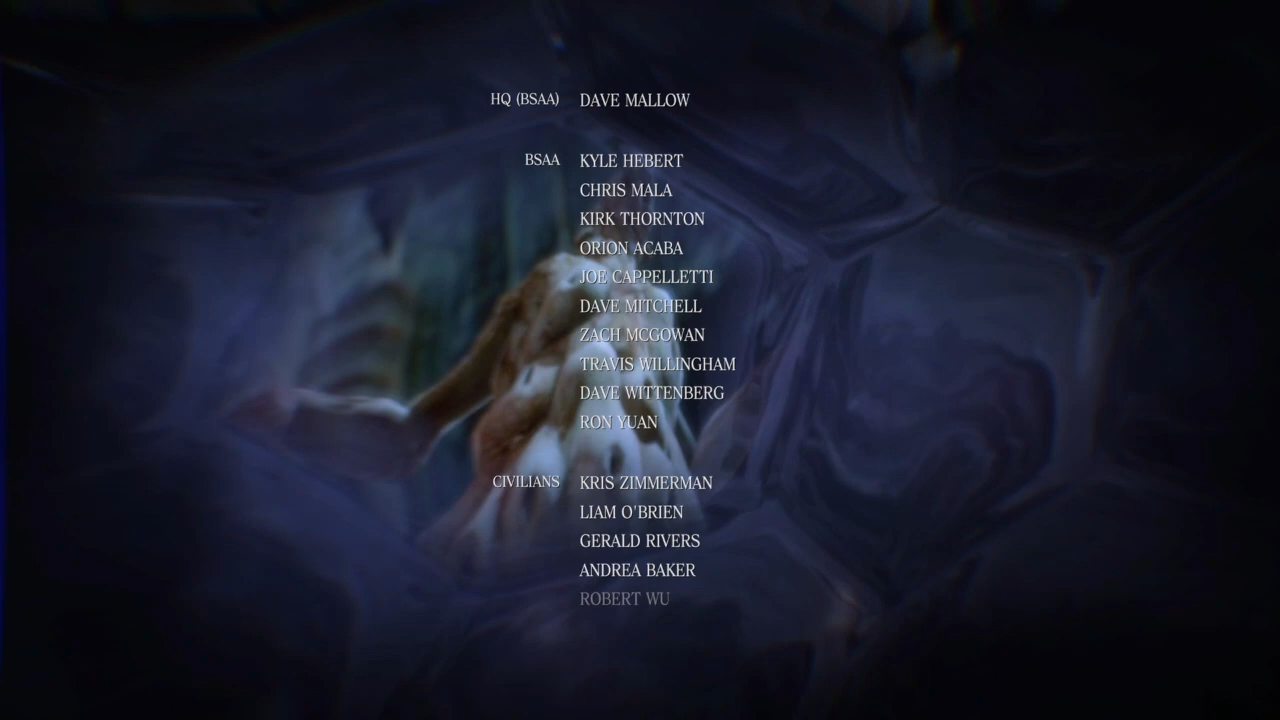 HQ (BSAA) DAVE MALLOW
BSAA KYLE HEBERT
CHRIS MALA
KIRK THORNTON
ORION ACABA
JOE CAPPELLETTI
DAVE MITCHELL
ZACH MCGOWAN
TRAVIS WILLINGHAM
DAVE WITTENBERG
RON YUAN
CIVILIANS KRIS ZIMMERMAN
LIAM O'BRIEN
GERALD RIVERS
ANDREA BAKER
ROBERT WU